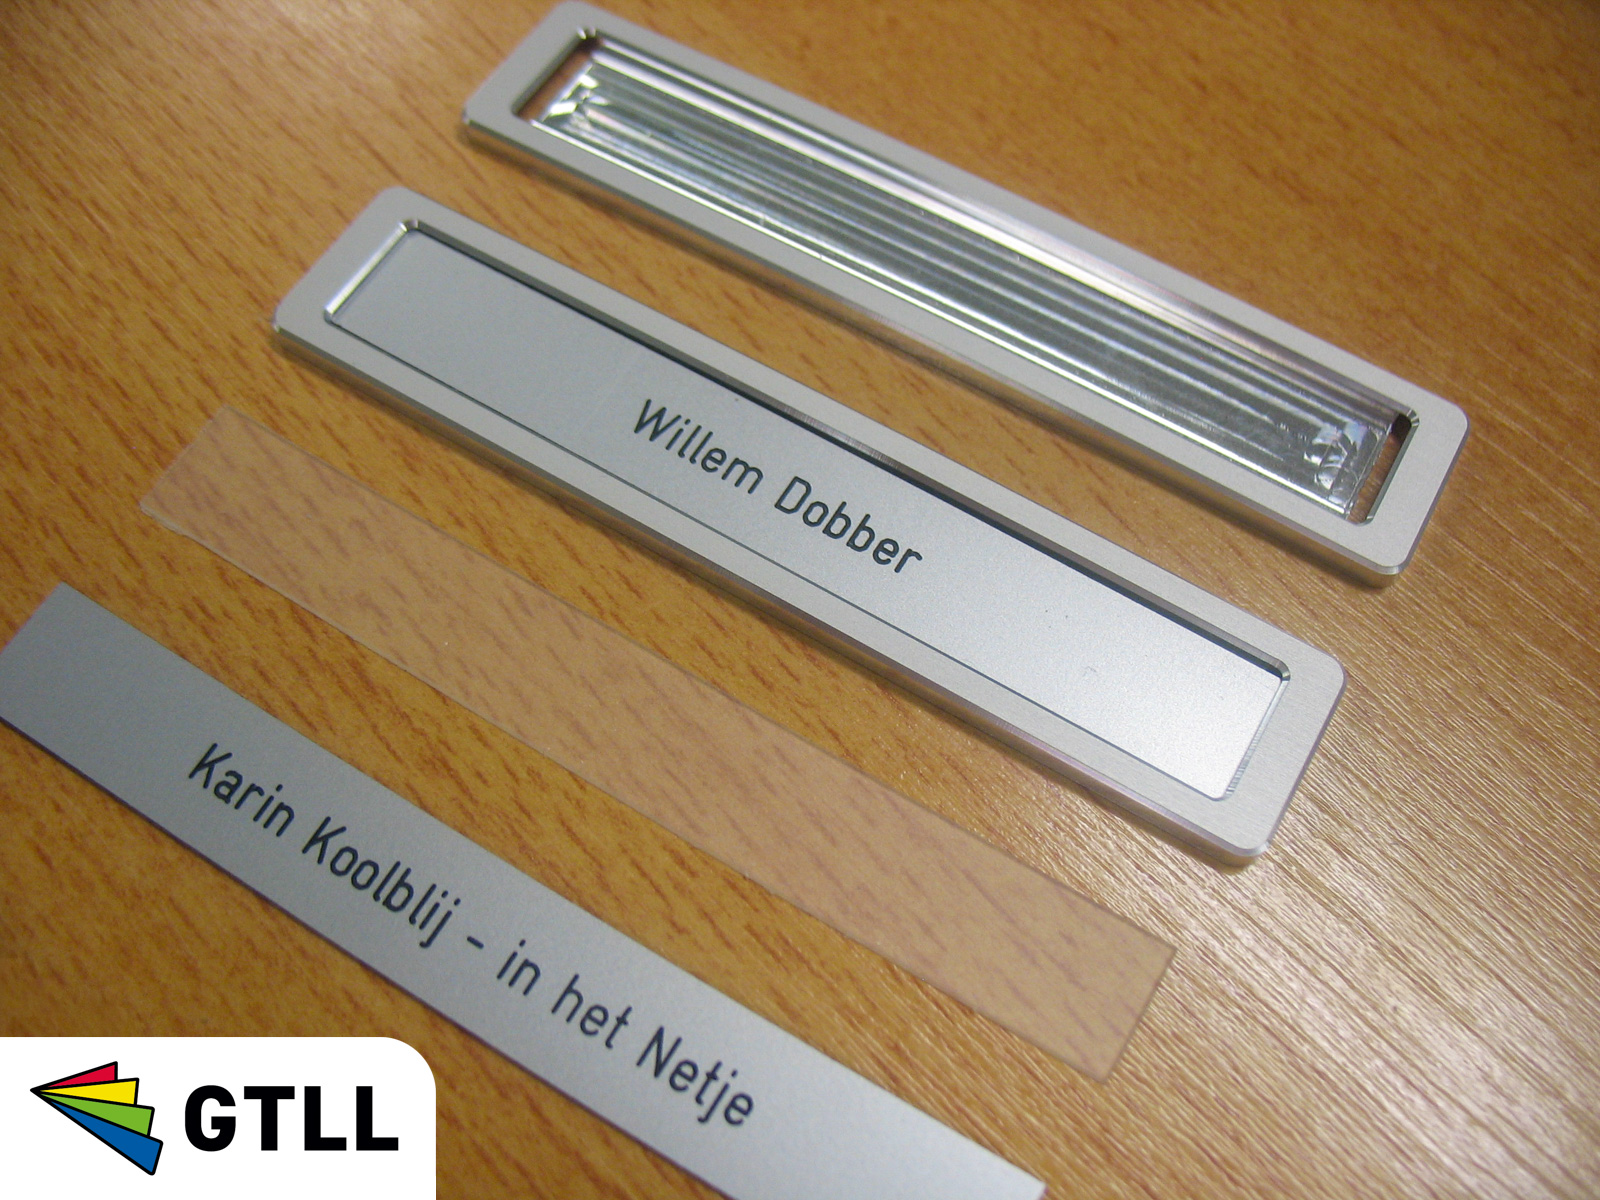 Willem Dobber
Karin Koolblij - in het Netje
GTLL